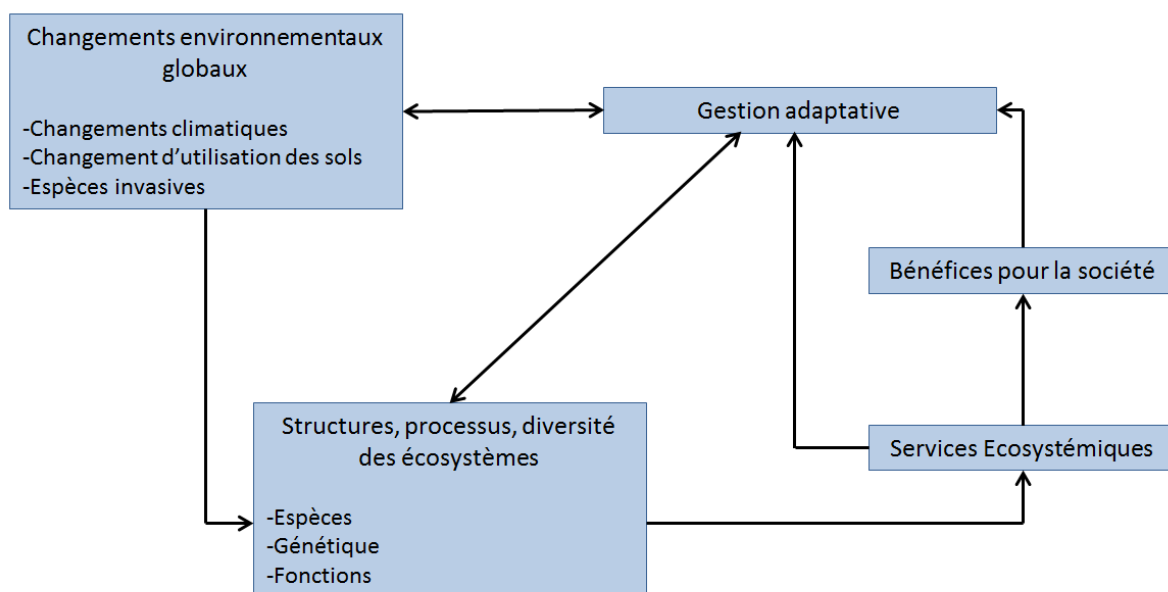 Changements environnementaux
globaux
-Changements climatiques
-Changement d'utilisation des sols
-Espèces invasives
Gestion adaptative
Bénéfices pour la société
Structures, processus, diversité
des écosystèmes
-Espèces
-Génétique
-Fonctions
Services Ecosystémiques